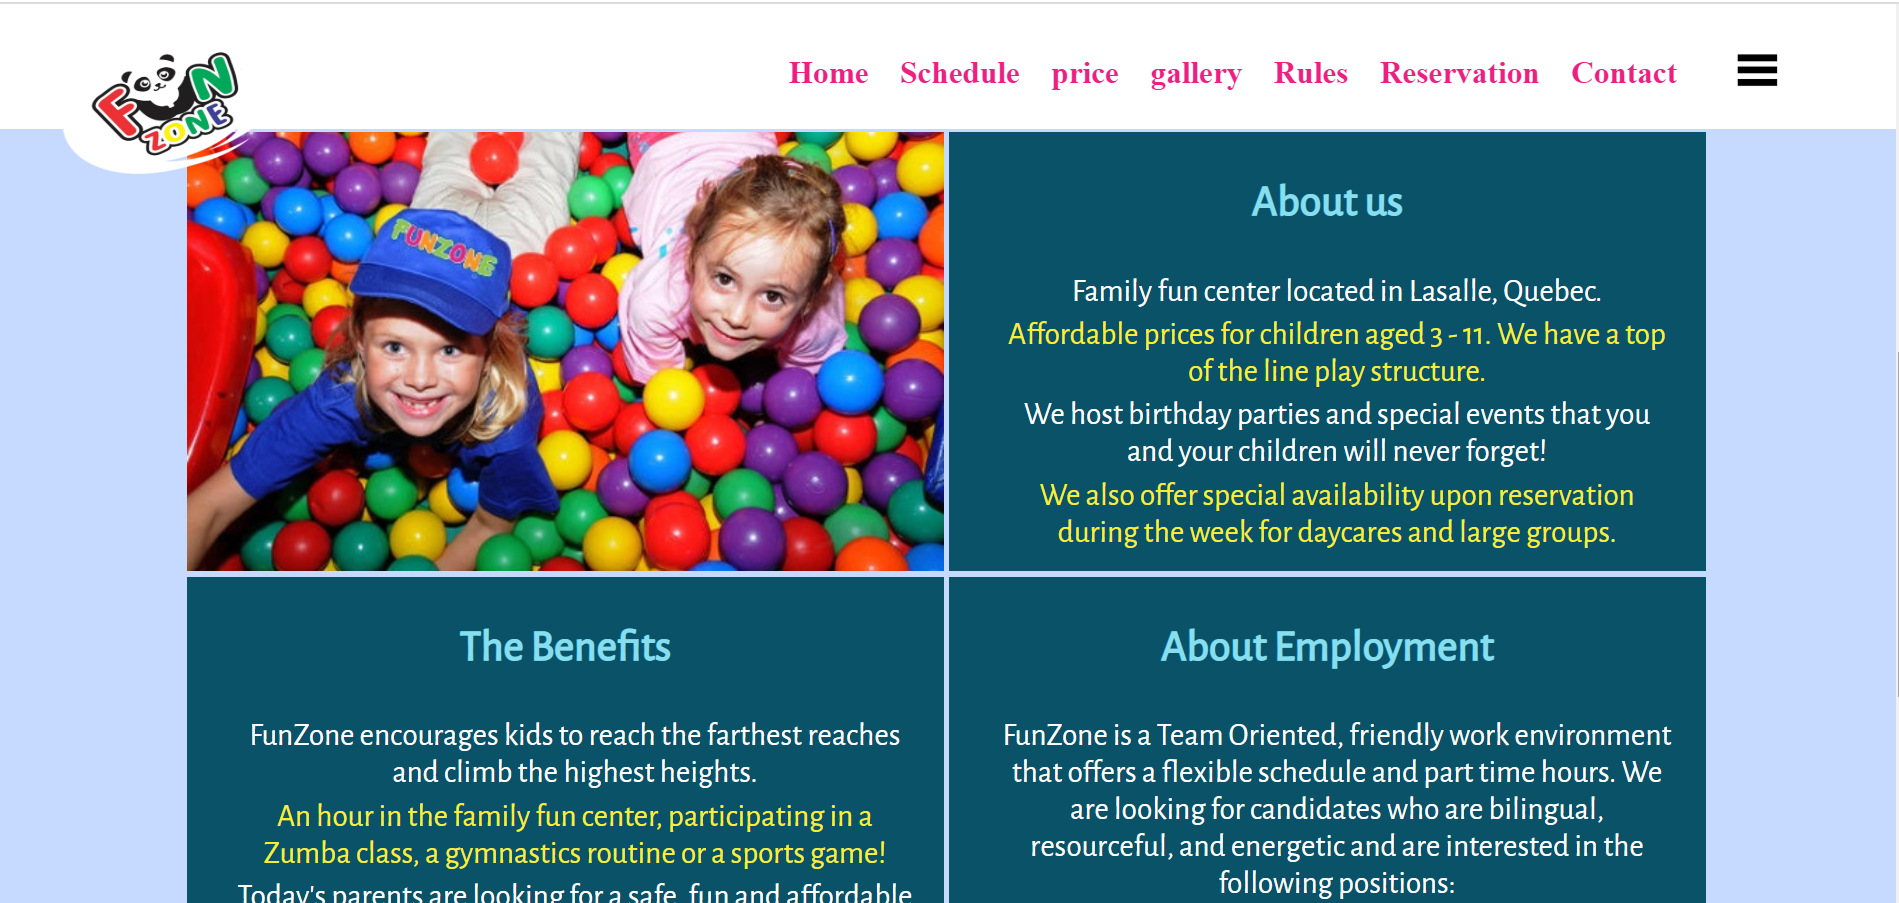 FUN
ZONE
Home Schedule price gallery Rules Reservation Contact
FUNZONE
About us
Family fun center located in Lasalle, Quebec.
Affordable prices for children aged 3 - 11. We have a top
of the line play structure.
We host birthday parties and special events that you
and your children will never forget!
We also offer special availability upon reservation
during the week for daycares and large groups.
The Benefits
FunZone encourages kids to reach the farthest reaches
and climb the highest heights.
An hour in the family fun center, participating in a
Zumba class, a gymnastics routine or a sports game!
Today's parents are looking for a safe, fun and affordable
About Employment
FunZone is a Team Oriented, friendly work environment
that offers a flexible schedule and part time hours. We
are looking for candidates who are bilingual,
resourceful, and energetic and are interested in the
following positions: